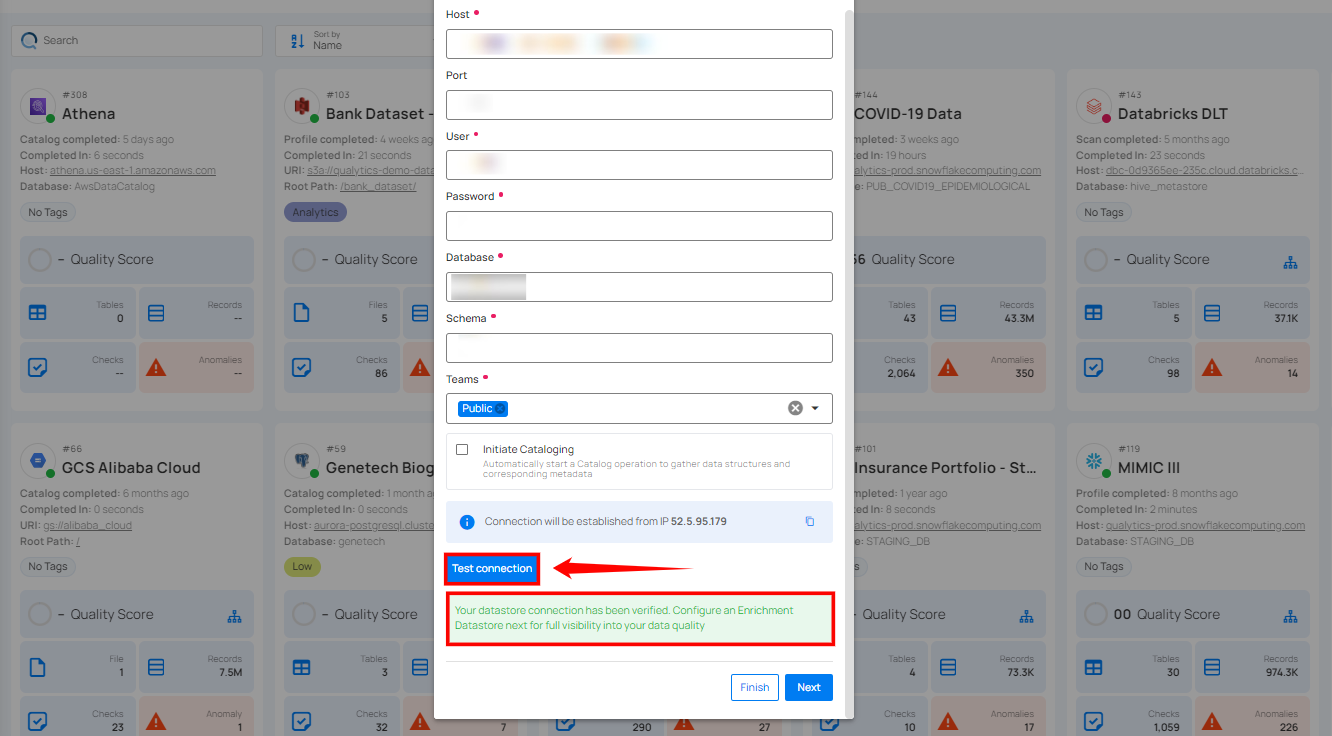 Search
Sort by
Name
#308
Athena
Catalog completed: 5 days ago
Completed In: 6 seconds
Host: athena.us-east-1.amazonaws.com
Database: AwsDataCatalog
No Tags
– Quality Score
Tables
0
Records
--
Checks
--
Anomalies
--
#103
Bank Dataset -
Profile completed: 4 weeks ago
Completed In: 21 seconds
URI: s3a://qualytics-demo-data
Root Path: /bank_dataset/
Analytics
– Quality Score
Files
5
Checks
86
Host
Port
User
Password
Database
Schema
Teams
Public
Initiate Cataloging
Automatically start a Catalog operation to gather data structures and
corresponding metadata
Connection will be established from IP 52.5.95.179
Test connection
Your datastore connection has been verified. Configure an Enrichment
Datastore next for full visibility into your data quality
Finish
Next
#144
COVID-19 Data
ompleted: 3 weeks ago
ed In: 19 hours
alytics-prod.snowflakecomputing.com
e: PUB_COVID19_EPIDEMIOLOGICAL
66 Quality Score
Tables
43
Records
43.3M
Checks
2,064
Anomalies
350
#143
Databricks DLT
Scan completed: 5 months ago
Completed In: 23 seconds
Host: dbc-0d9365ee-235c.cloud.databricks.c...
Database: hive_metastore
No Tags
– Quality Score
Tables
5
Records
37.1K
Checks
98
Anomalies
14
#66
GCS Alibaba Cloud
Catalog completed: 6 months ago
Completed In: 0 seconds
URI: gs://alibaba_cloud
Root Path: /
No Tags
– Quality Score
File
1
Records
7.5M
Checks
23
Anomaly
1
#59
Genetech Biog
Catalog completed: 1 month a
Completed In: 0 seconds
Host: aurora-postgresql.cluste
Database: genetech
Low
– Quality Score
Tables
3
Checks
32
7
290
27
#101
Insurance Portfolio - St...
mpleted: 1 year ago
ed In: 8 seconds
alytics-prod.snowflakecomputing.com
e: STAGING_DB
s
Quality Score
Tables
4
Records
73.3K
Checks
10
Anomalies
17
#119
MIMIC III
Profile completed: 8 months ago
Completed In: 2 minutes
Host: qualytics-prod.snowflakecomputing.com
Database: STAGING_DB
No Tags
00 Quality Score
Tables
30
Records
974.3K
Checks
1,059
Anomalies
226